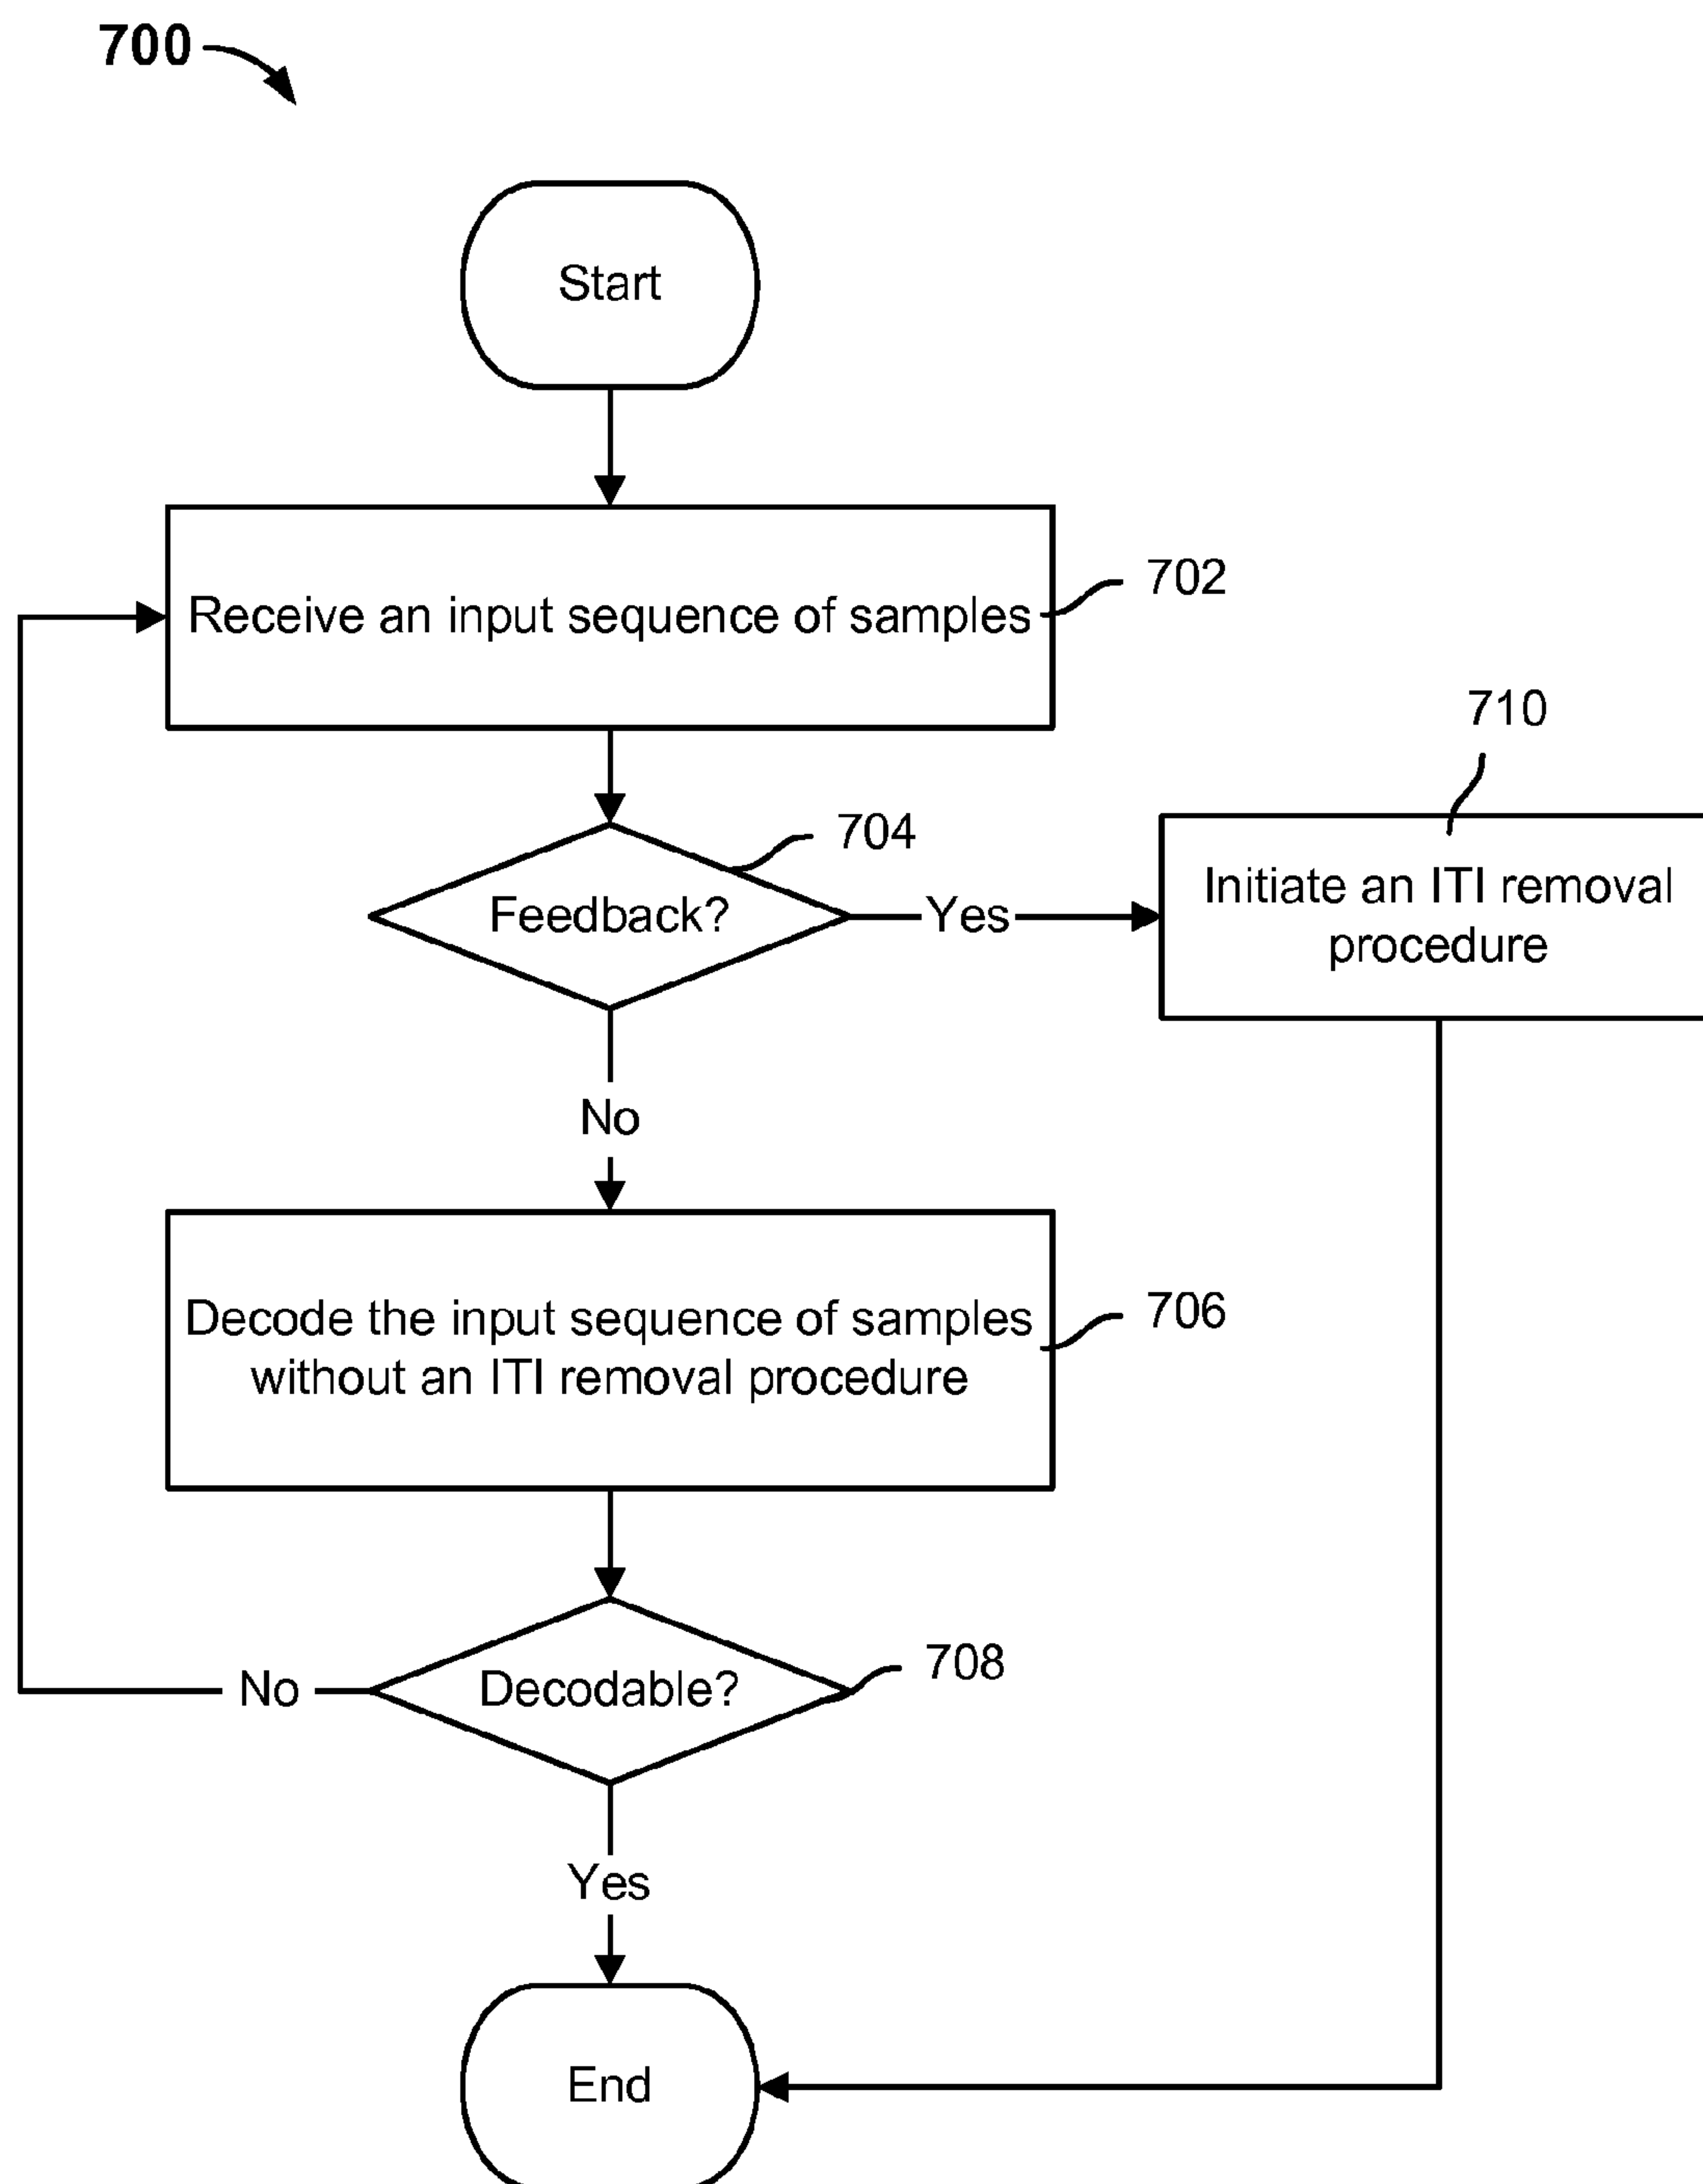 700
Start
Receive an input sequence of samples
702
704
Feedback?
Yes
710
Initiate an ITI removal
procedure
No
Decode the input sequence of samples
without an ITI removal procedure
706
Decodable?
708
No
Yes
End